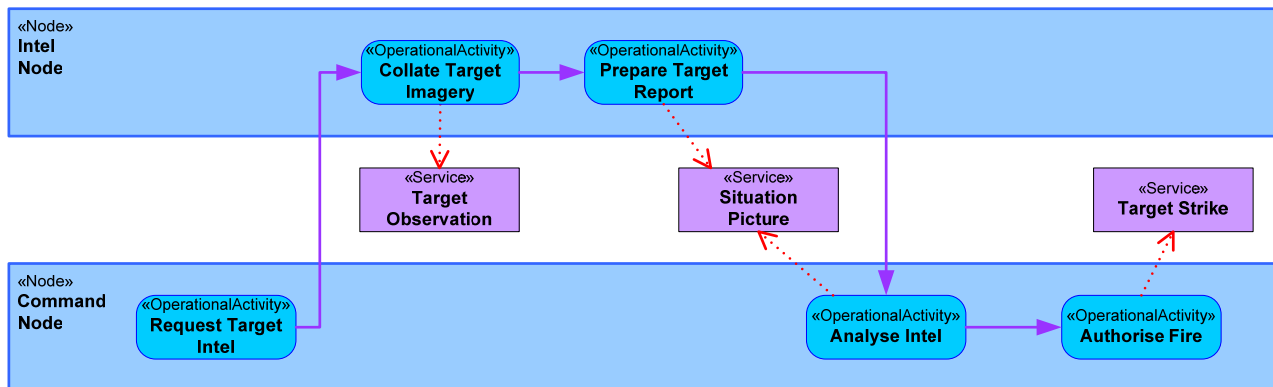 «Node»
Intel
Node
«OperationalActivity»
Collate Target
Imagery
«OperationalActivity»
Prepare Target
Report
«Service»
Target
Observation
«Service»
Situation
Picture
«Service»
Target Strike
«Node»
Command
Node
«OperationalActivity»
Request Target
Intel
«OperationalActivity»
Analyse Intel
«OperationalActivity»
Authorise Fire